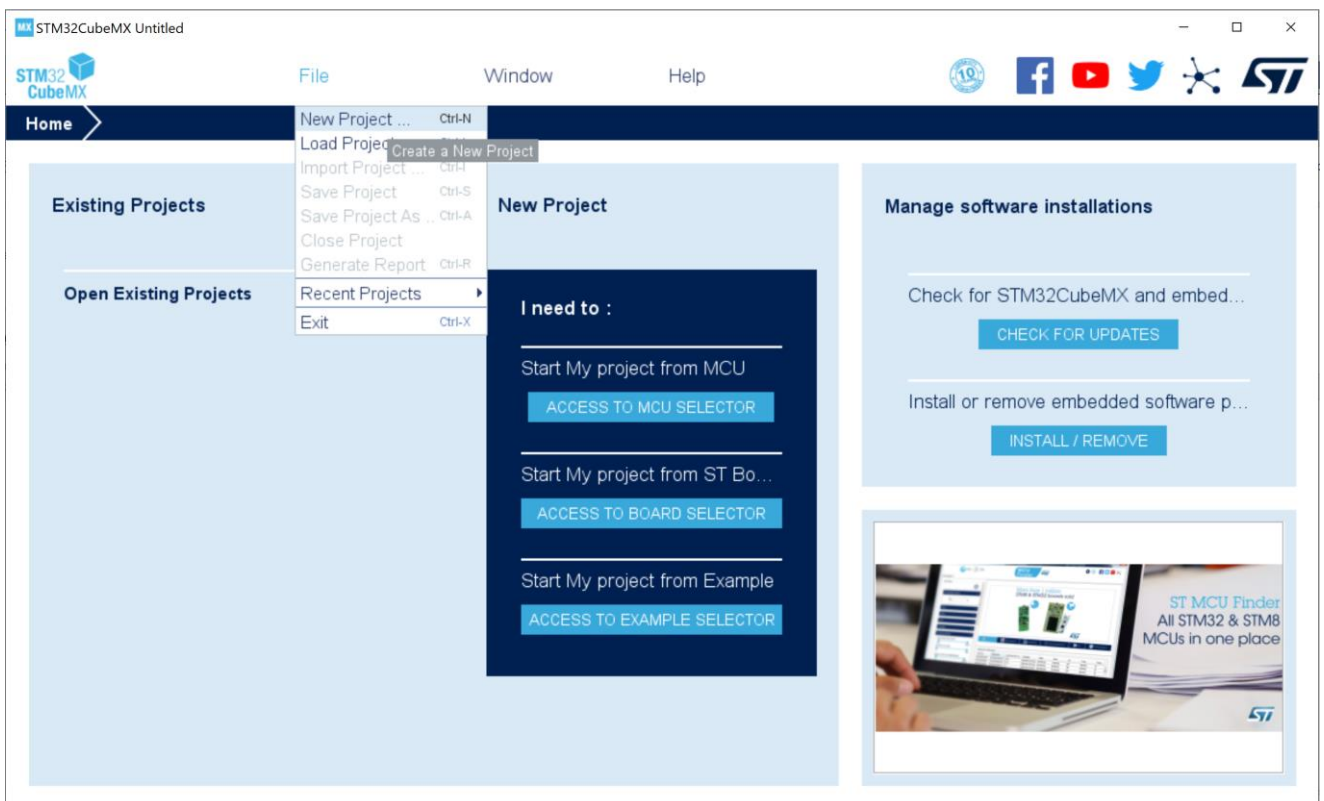 MX STM32CubeMX Untitled
STM32
CubeMX
File Window Help
10
Home
New Project ... Ctrl-N
Load Projec
Create a New Project
Import Project ... Ctrl-I
Save Project Ctrl-S
Save Project As .. Ctrl-A
Close Project
Generate Report Ctrl-R
Recent Projects
Exit Ctrl-X
Existing Projects
Open Existing Projects
New Project
I need to :
Start My project from MCU
ACCESS TO MCU SELECTOR
Start My project from ST Bo...
ACCESS TO BOARD SELECTOR
Start My project from Example
ACCESS TO EXAMPLE SELECTOR
Manage software installations
Check for STM32CubeMX and embed...
CHECK FOR UPDATES
Install or remove embedded software p...
INSTALL / REMOVE
ST MCU Finder
All STM32 & STM8
MCUs in one place
ST